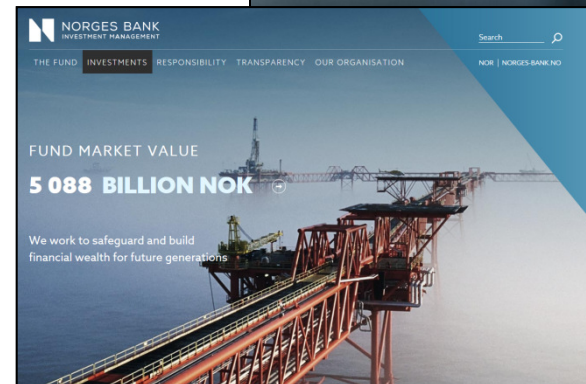 NORGES BANK
INVESTMENT MANAGEMENT
Search
THE FUND INVESTMENTS RESPONSIBILITY TRANSPARENCY OUR ORGANISATION
NOR | NORGES-BANK.NO
FUND MARKET VALUE
5 088 BILLION NOK
We work to safeguard and build
financial wealth for future generations